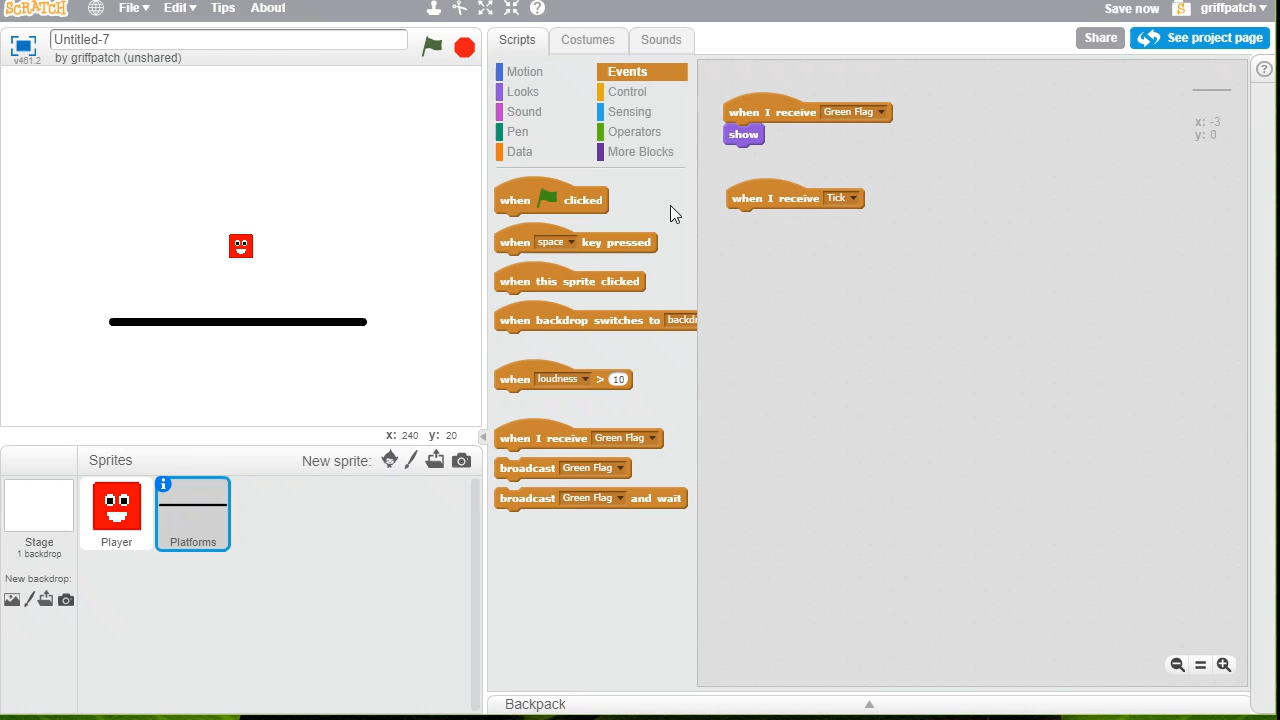 SCRATCH File Edit Tips About Save now S griffpatch
Untitled-7
by griffpatch (unshared)
v461.2
Scripts Costumes Sounds
Share See project page
Motion Events
Looks Control
Sound Sensing
Pen Operators
Data More Blocks
when clicked
when space key pressed
when this sprite clicked
when backdrop switches to
when loudness > 10
when I receive Green Flag
broadcast Green Flag
broadcast Green Flag and wait
when I receive Green Flag
show
when I receive Tick
x: -3
y: 0
x: 240 y: 20
Sprites New sprite:
Stage
1 backdrop
New backdrop:
Player
i
Platforms
Backpack
?